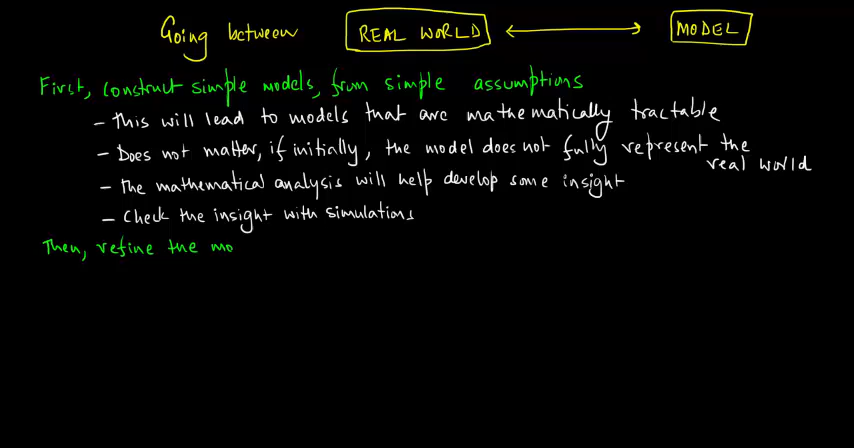 Going between REAL WORLD MODEL
First, construct simple models, from simple assumptions
- This will lead to models that are mathematically tractable
- Does not matter, if initially, the model does not fully represent the
real world
- The mathematical analysis will help develop some insight
- Check the insight with simulations
Then, refine the mo